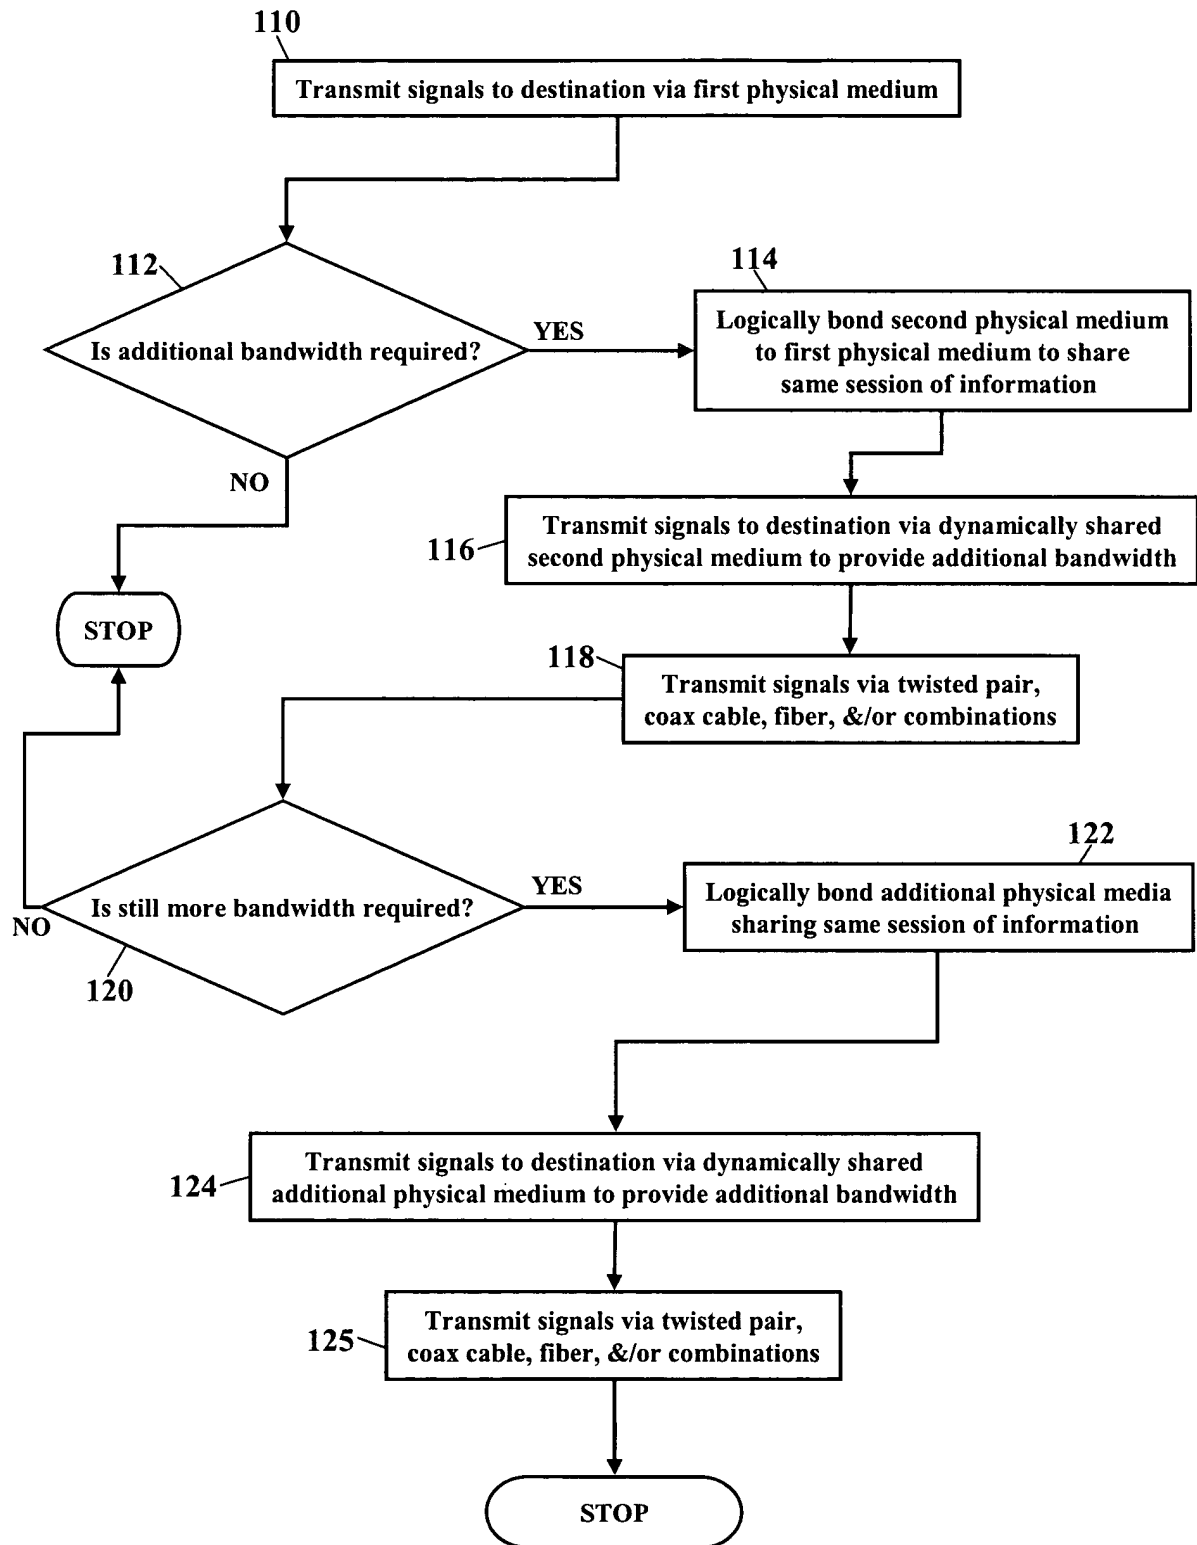 110
Transmit signals to destination via first physical medium
112
Is additional bandwidth required?
YES
NO
114
Logically bond second physical medium
to first physical medium to share
same session of information
116
Transmit signals to destination via dynamically shared
second physical medium to provide additional bandwidth
STOP
118
Transmit signals via twisted pair,
coax cable, fiber, &/or combinations
Is still more bandwidth required?
YES
NO
120
122
Logically bond additional physical media
sharing same session of information
124
Transmit signals to destination via dynamically shared
additional physical medium to provide additional bandwidth
125
Transmit signals via twisted pair,
coax cable, fiber, &/or combinations
STOP